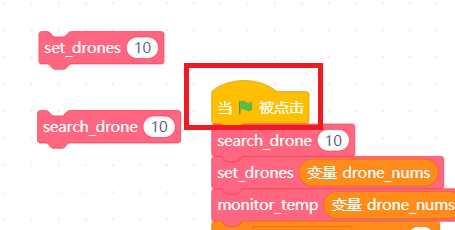 set_drones 10
search_drone 10
当 被点击
search_drone 10
set_drones 变量 drone_nums
monitor_temp 变量 drone_nums